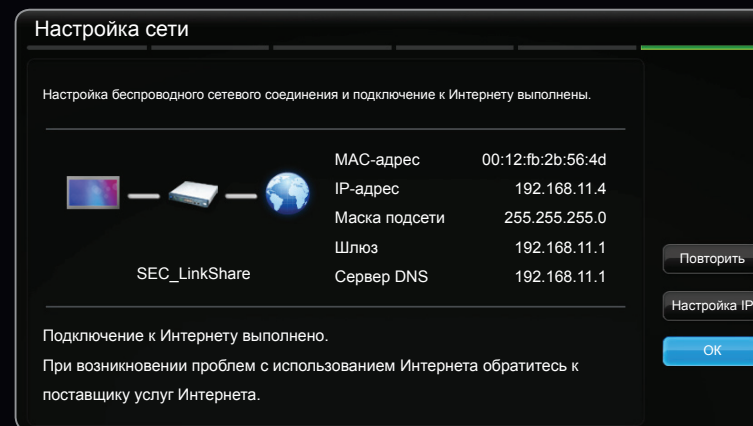 Настройка сети
Настройка беспроводного сетевого соединения и подключение к Интернету выполнены.
MAC-адрес 00:12:fb:2b:56:4d
IP-адрес 192.168.11.4
Маска подсети 255.255.255.0
Шлюз 192.168.11.1
Сервер DNS 192.168.11.1
SEC_LinkShare
Повторить
Настройка IP
ОК
Подключение к Интернету выполнено.
При возникновении проблем с использованием Интернета обратитесь к
поставщику услуг Интернета.